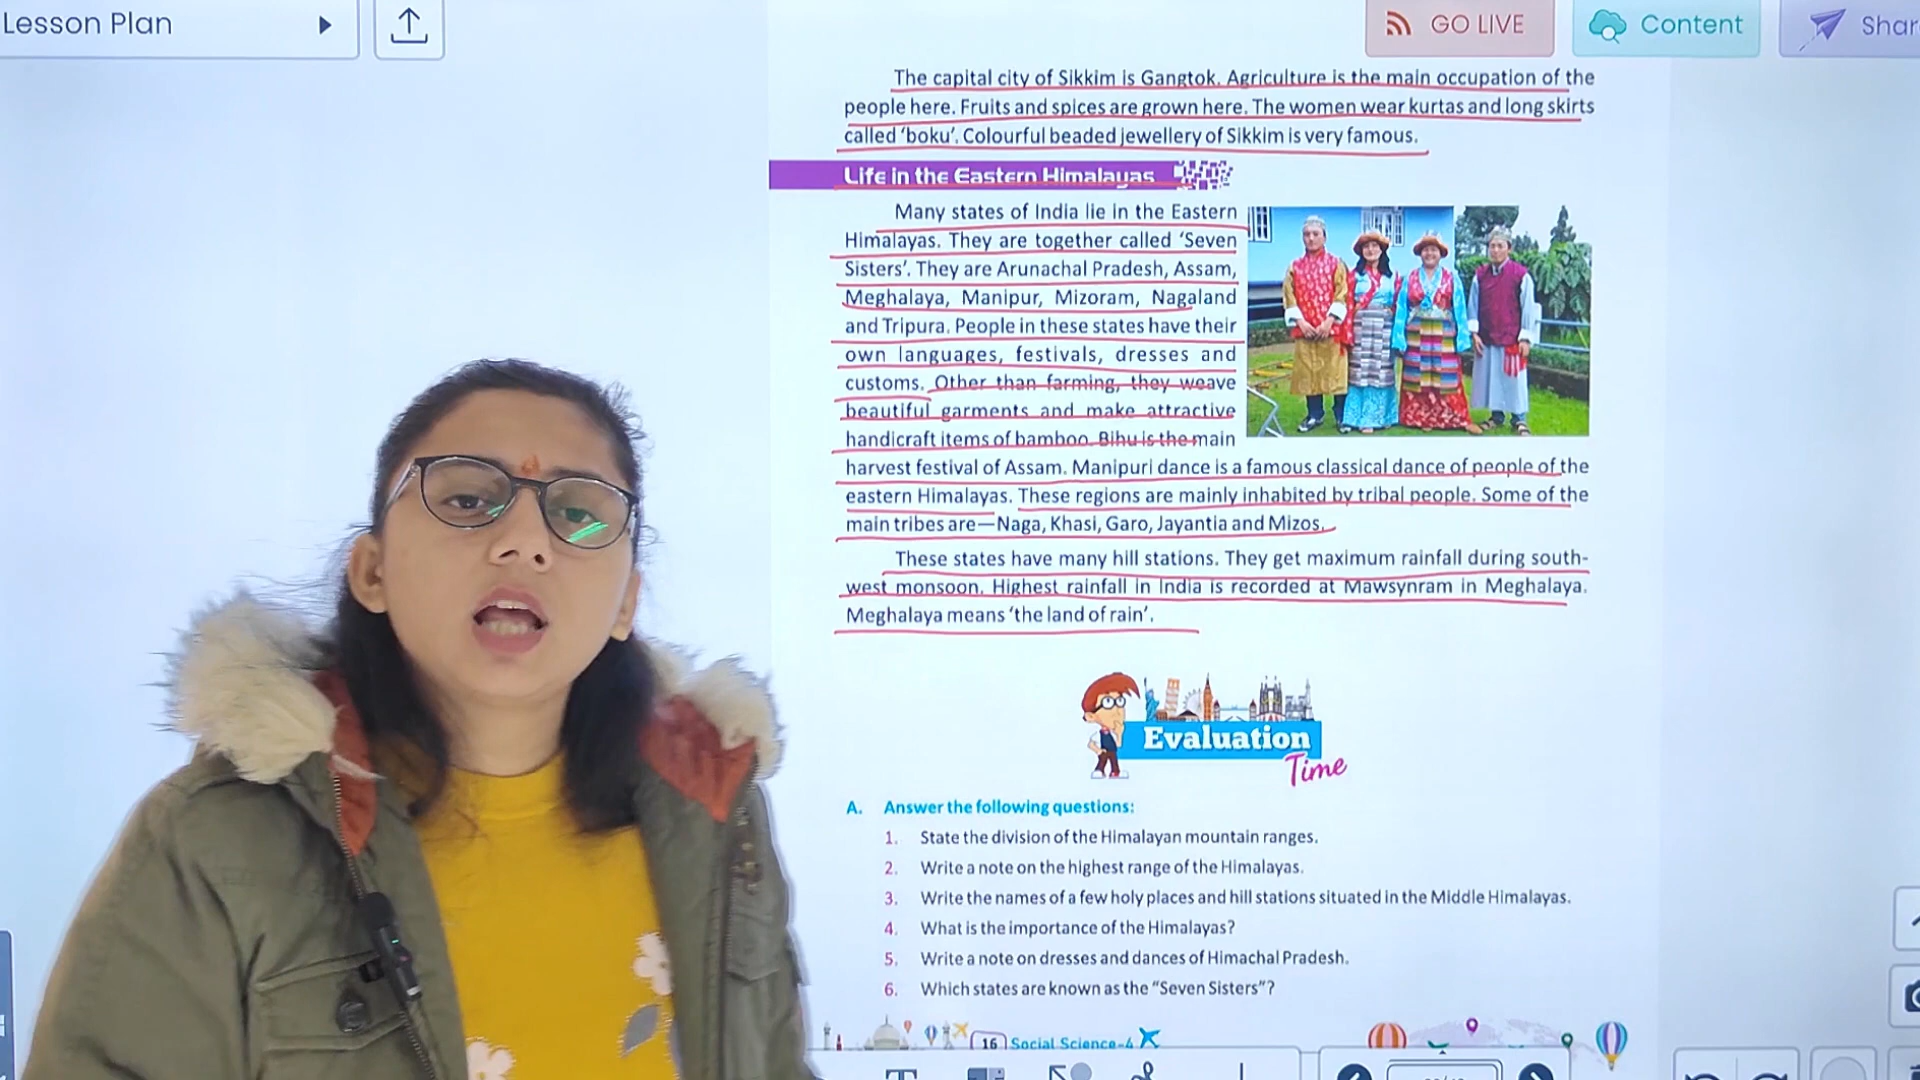 Lesson Plan
GO LIVE
Content
Shar
The capital city of Sikkim is Gangtok. Agriculture is the main occupation of the
people here. Fruits and spices are grown here. The women wear kurtas and long skirts
called ‘boku’. Colourful beaded jewellery of Sikkim is very famous.
Life in the Eastern Himalayas
Many states of India lie in the Eastern
Himalayas. They are together called ‘Seven
Sisters’. They are Arunachal Pradesh, Assam,
Meghalaya, Manipur, Mizoram, Nagaland
and Tripura. People in these states have their
own languages, festivals, dresses and
customs. Other than farming, they weave
beautiful garments and make attractive
handicraft items of bamboo. Bihu is the main
harvest festival of Assam. Manipuri dance is a famous classical dance of people of the
eastern Himalayas. These regions are mainly inhabited by tribal people. Some of the
main tribes are—Naga, Khasi, Garo, Jayantia and Mizos.
These states have many hill stations. They get maximum rainfall during south-
west monsoon. Highest rainfall in India is recorded at Mawsynram in Meghalaya.
Meghalaya means ‘the land of rain’.
Evaluation
Time
A. Answer the following questions:
1. State the division of the Himalayan mountain ranges.
2. Write a note on the highest range of the Himalayas.
3. Write the names of a few holy places and hill stations situated in the Middle Himalayas.
4. What is the importance of the Himalayas?
5. Write a note on dresses and dances of Himachal Pradesh.
6. Which states are known as the “Seven Sisters”?
16 Social Science-4